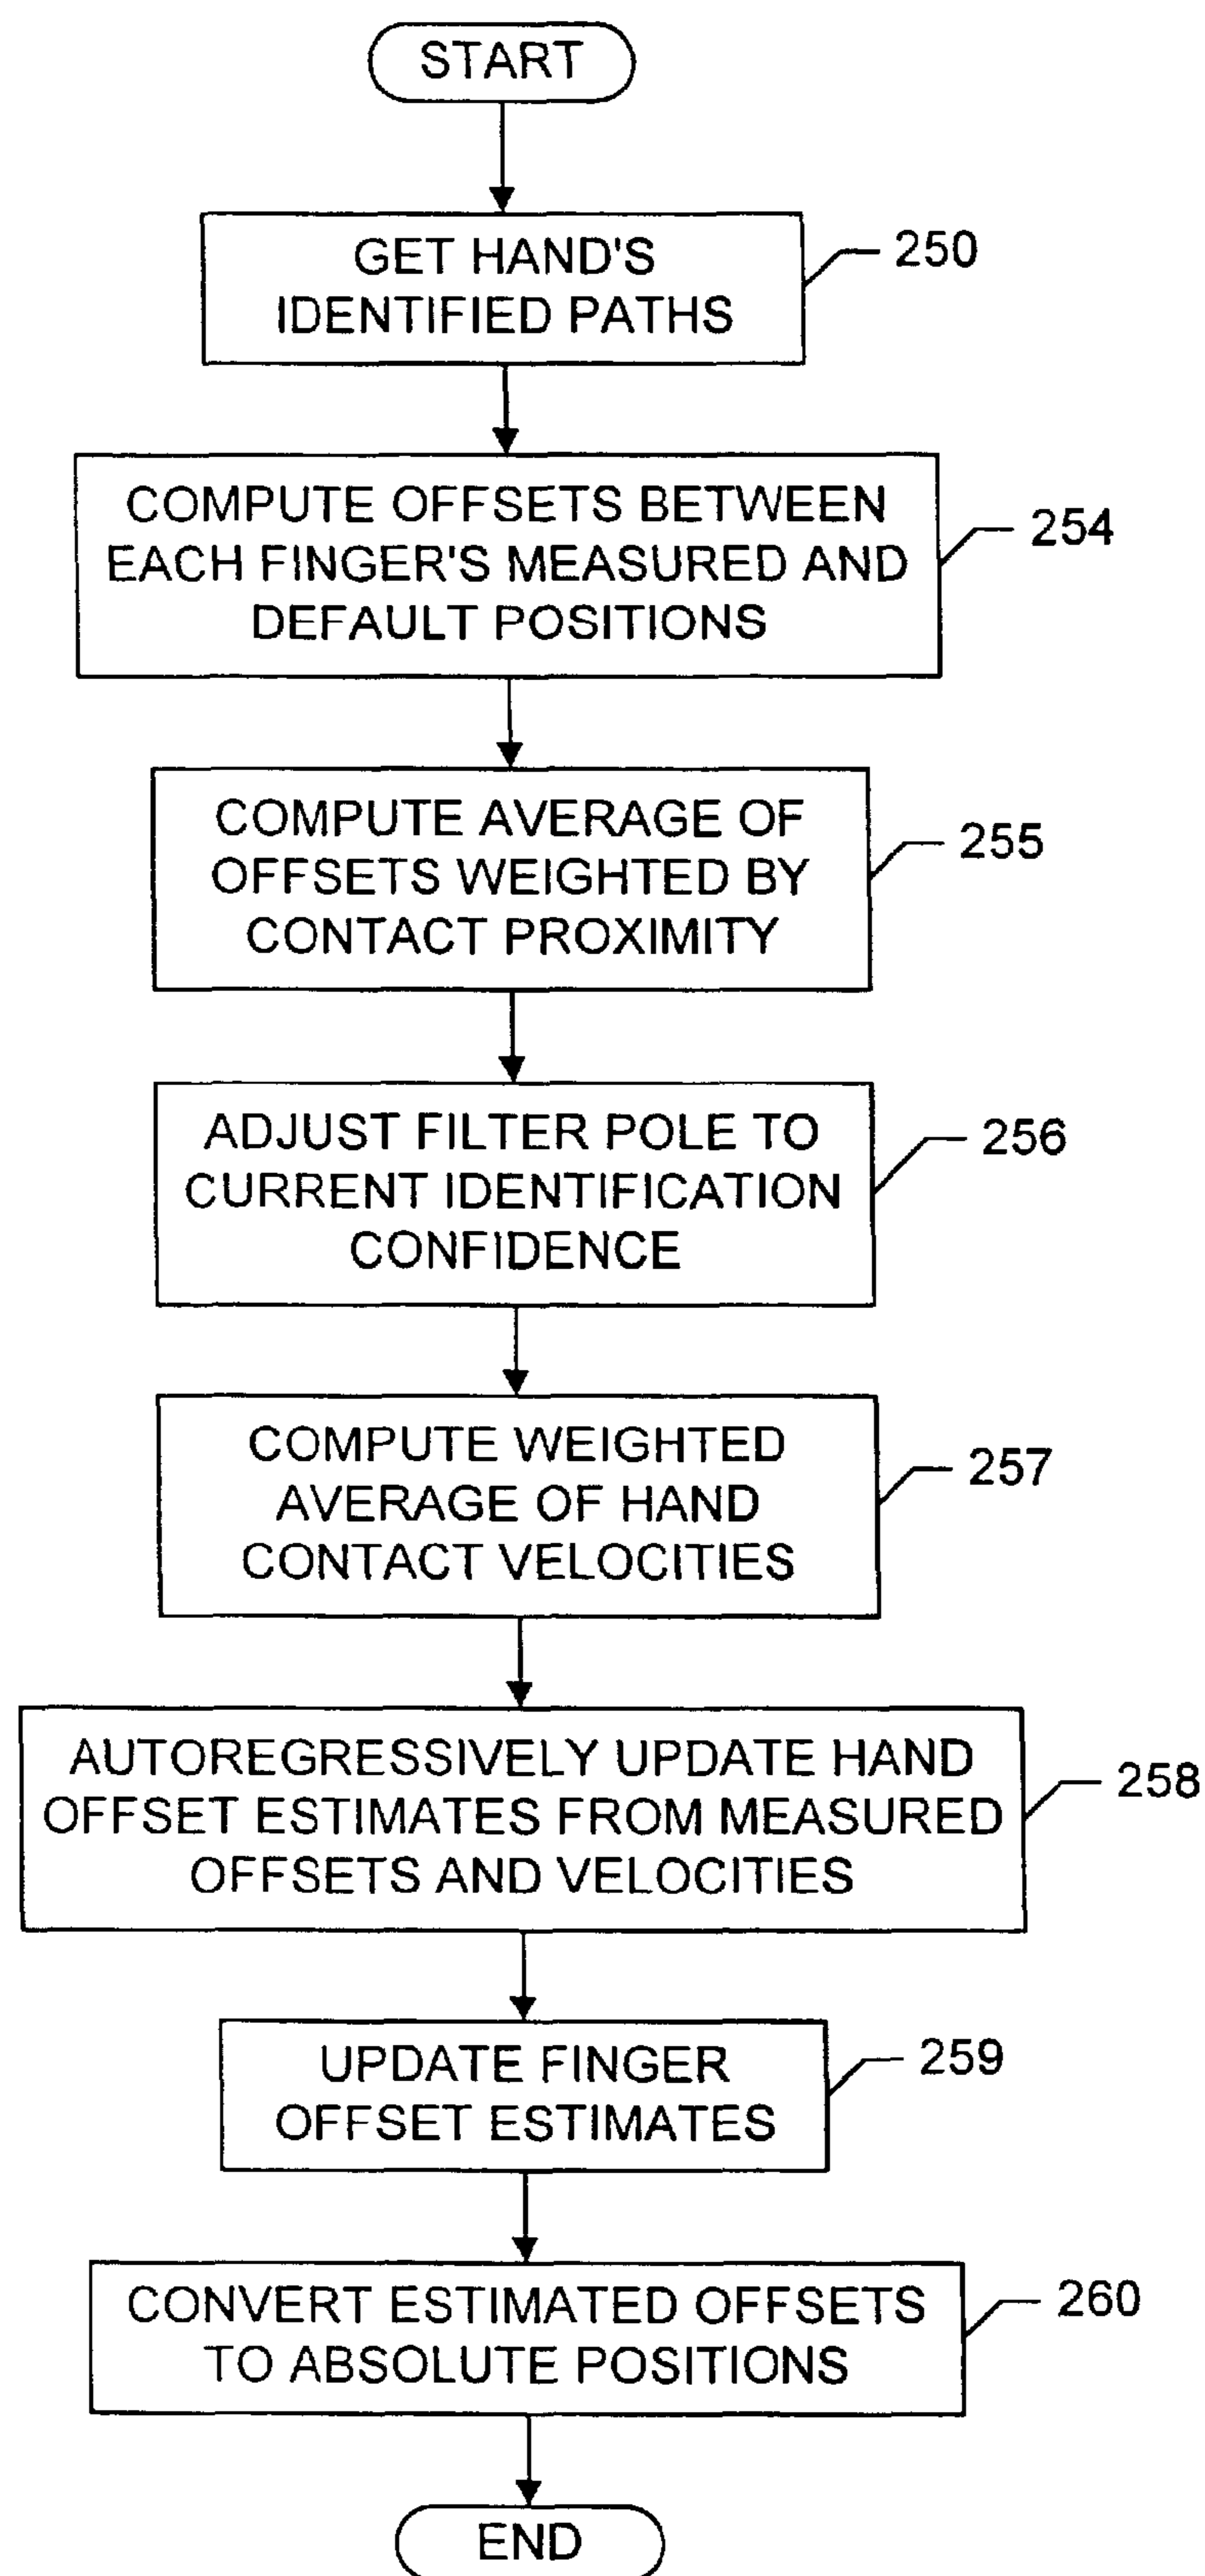 START
GET HAND'S
IDENTIFIED PATHS
250
COMPUTE OFFSETS BETWEEN
EACH FINGER'S MEASURED AND
DEFAULT POSITIONS
254
COMPUTE AVERAGE OF
OFFSETS WEIGHTED BY
CONTACT PROXIMITY
255
ADJUST FILTER POLE TO
CURRENT IDENTIFICATION
CONFIDENCE
256
COMPUTE WEIGHTED
AVERAGE OF HAND
CONTACT VELOCITIES
257
AUTOREGRESSIVELY UPDATE HAND
OFFSET ESTIMATES FROM MEASURED
OFFSETS AND VELOCITIES
258
UPDATE FINGER
OFFSET ESTIMATES
259
CONVERT ESTIMATED OFFSETS
TO ABSOLUTE POSITIONS
260
END